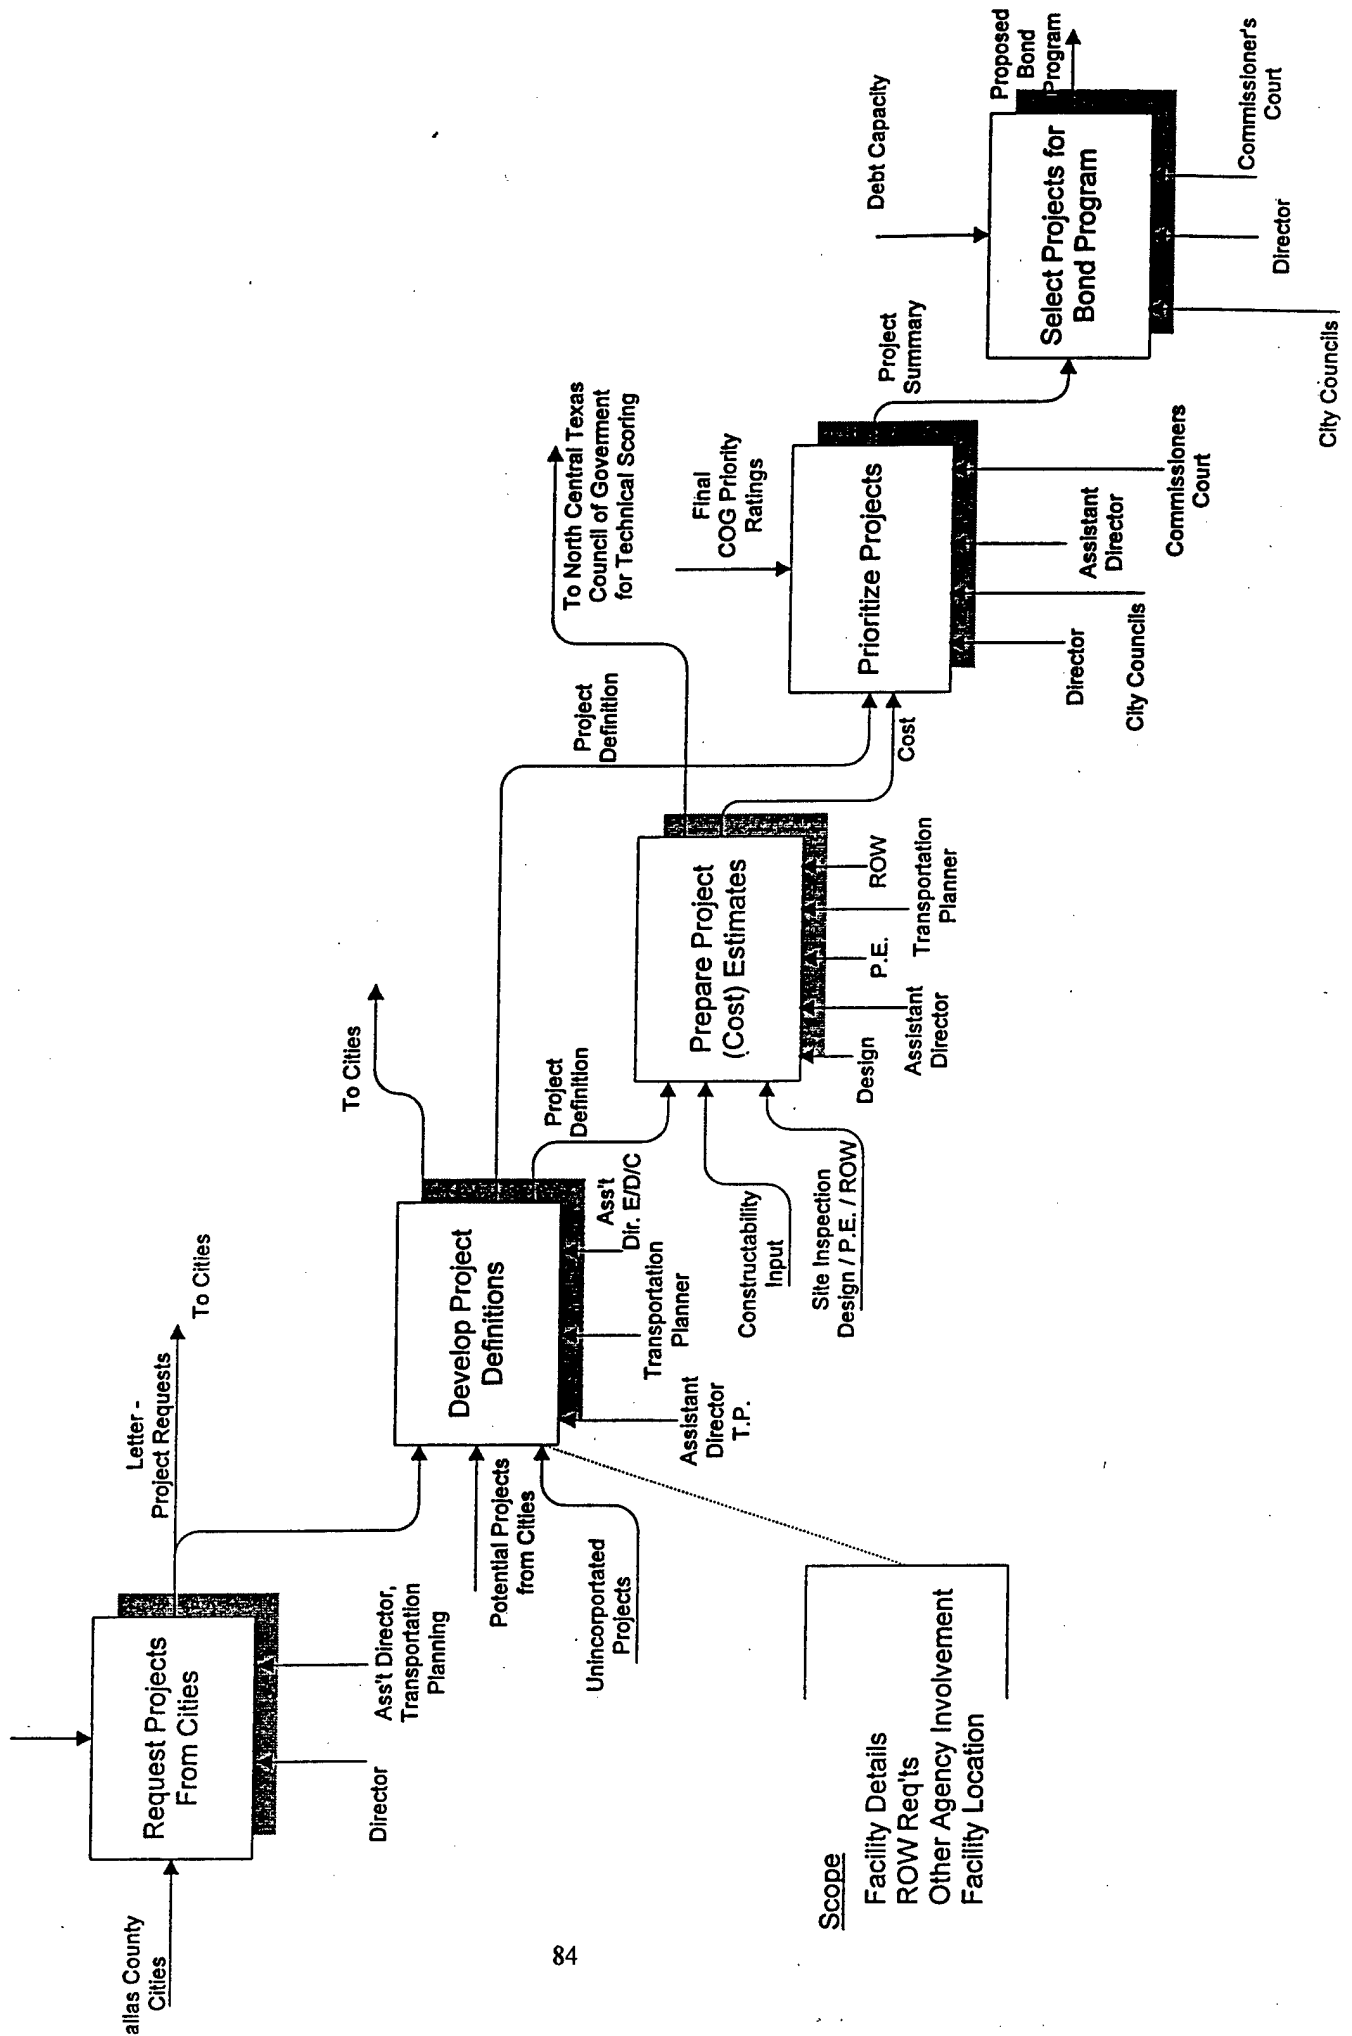 allas County
Cities
Request Projects
From Cities
Director
Ass't Director,
Transportation
Planning
Letter -
Project Requests
To Cities
Potential Projects
from Cities
Unincorportated
Projects
Develop Project
Definitions
Assistant
Director
T.P.
Transportation
Planner
Ass't
Dir. E/D/C
To Cities
Project
Definition
Project
Definition
Constructability
Input
Site Inspection
Design / P.E. / ROW
Prepare Project
(Cost) Estimates
Design
Assistant
Director
P.E.
Transportation
Planner
ROW
To North Central Texas
Council of Goverment
for Technical Scoring
Cost
Final
COG Priority
Ratings
Prioritize Projects
Director
City Councils
Assistant
Director
Commissioners
Court
Project
Summary
Debt Capacity
Select Projects for
Bond Program
City Councils
Director
Commissioner's
Court
Proposed
Bond
Program
Scope
Facility Details
ROW Req'ts
Other Agency Involvement
Facility Location
84